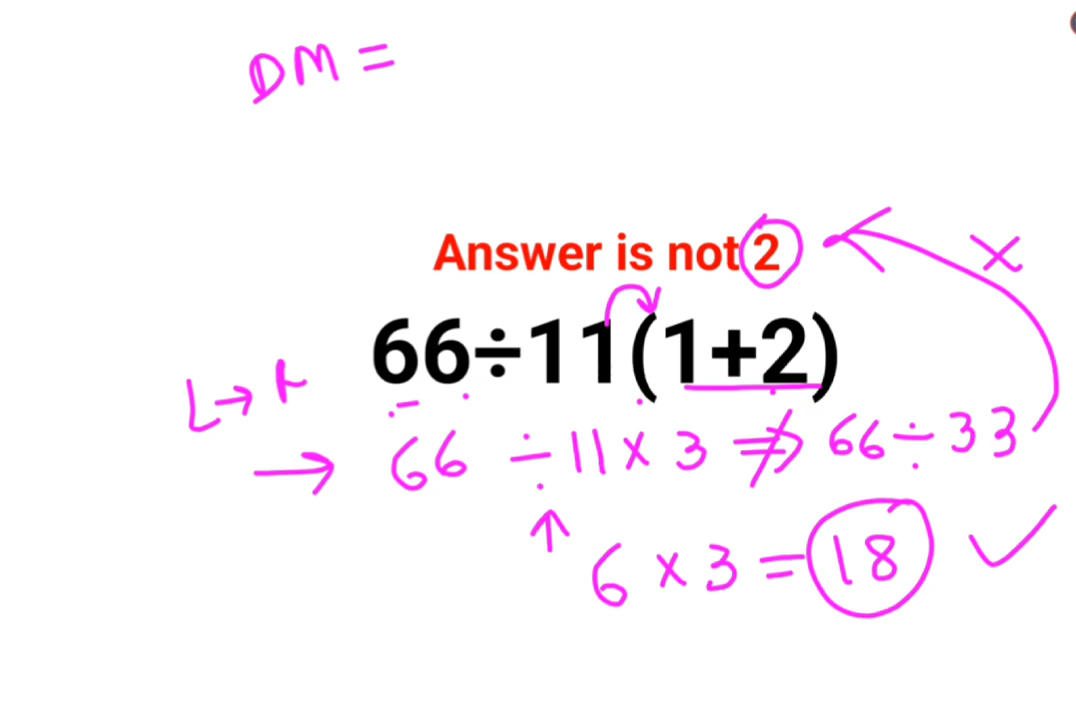 DM =
Answer is not 2
66÷11(1+2)
L→R
→ 66 ÷ 11 × 3 ⇏ 66 ÷ 33 ×
↑ 6 × 3 = 18 ✓